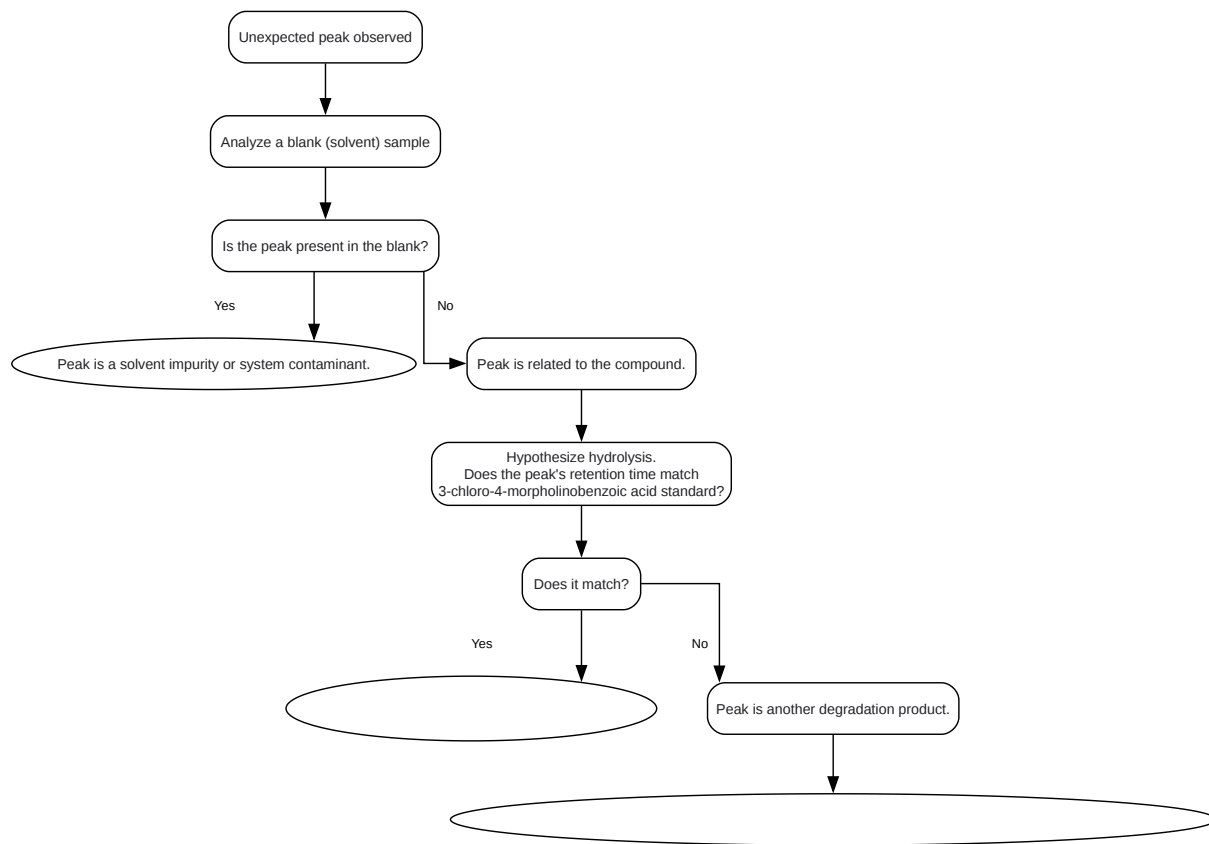 Unexpected peak observed
Analyze a blank (solvent) sample
Is the peak present in the blank?
Yes
No
Peak is a solvent impurity or system contaminant.
Peak is related to the compound.
Hypothesize hydrolysis.
Does the peak's retention time match
3-chloro-4-morpholinobenzoic acid standard?
Does it match?
Yes
No
Peak is another degradation product.